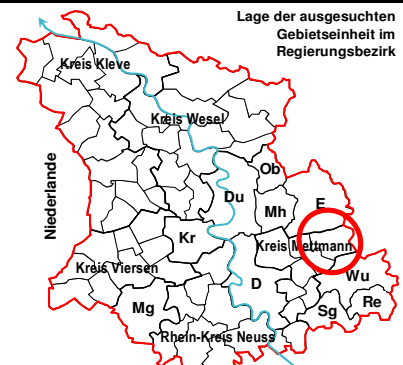 Lage der ausgesuchten
Gebietseinheit im
Regierungsbezirk
Kreis Kleve
Kreis Wesel
Niederlande
Ob
Du
Mh
E
Kr
Kreis Mettmann
Kreis Viersen
Wu
D
Mg
Sg
Re
Rhein-Kreis Neuss